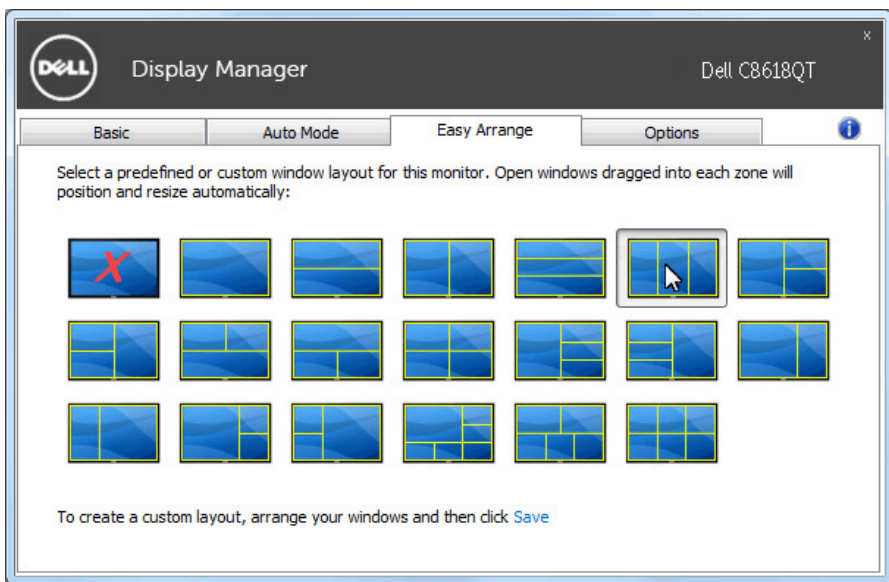 x
DELL
Display Manager
Dell C8618QT
Basic
Auto Mode
Easy Arrange
Options
i
Select a predefined or custom window layout for this monitor. Open windows dragged into each zone will
position and resize automatically:
X
To create a custom layout, arrange your windows and then click Save